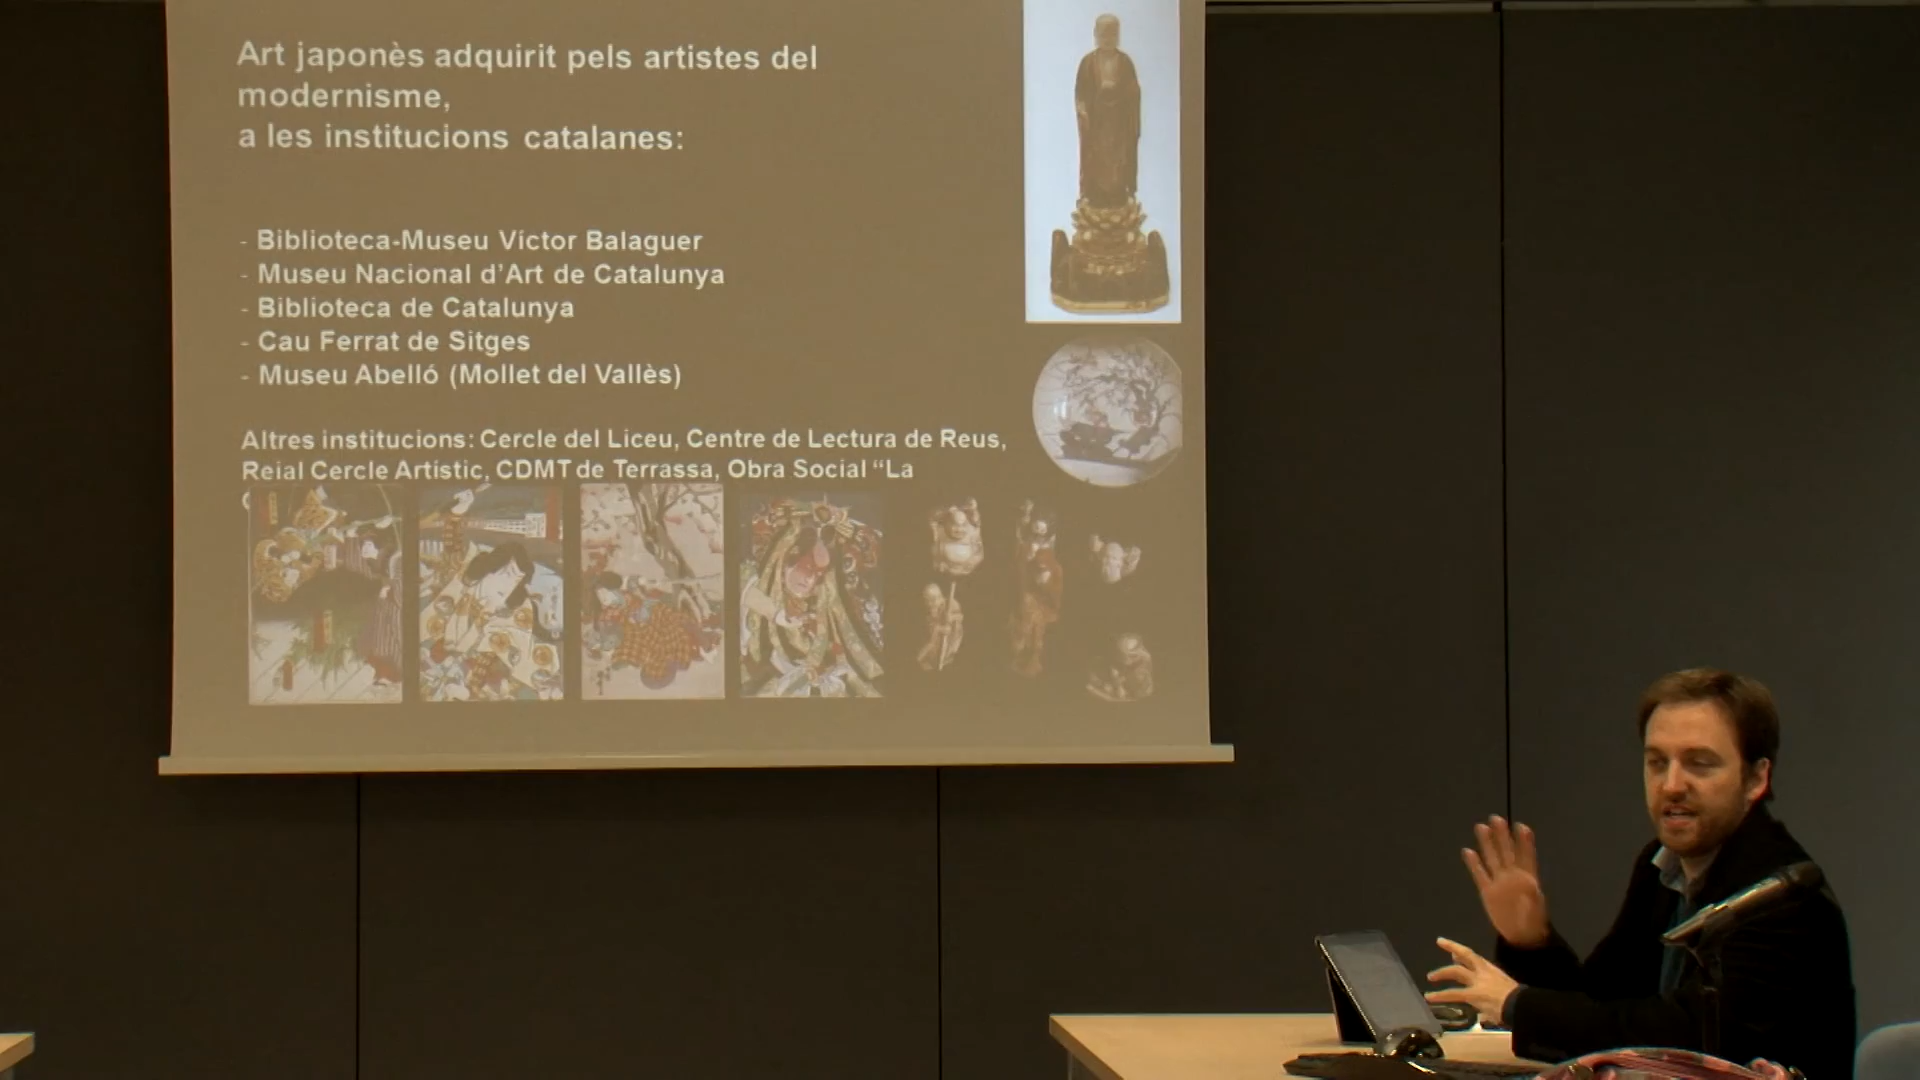 Art japonès adquirit pels artistes del
modernisme,
a les institucions catalanes:
- Biblioteca-Museu Víctor Balaguer
- Museu Nacional d’Art de Catalunya
- Biblioteca de Catalunya
- Cau Ferrat de Sitges
- Museu Abelló (Mollet del Vallès)
Altres institucions: Cercle del Liceu, Centre de Lectura de Reus,
Reial Cercle Artístic, CDMT de Terrassa, Obra Social “La